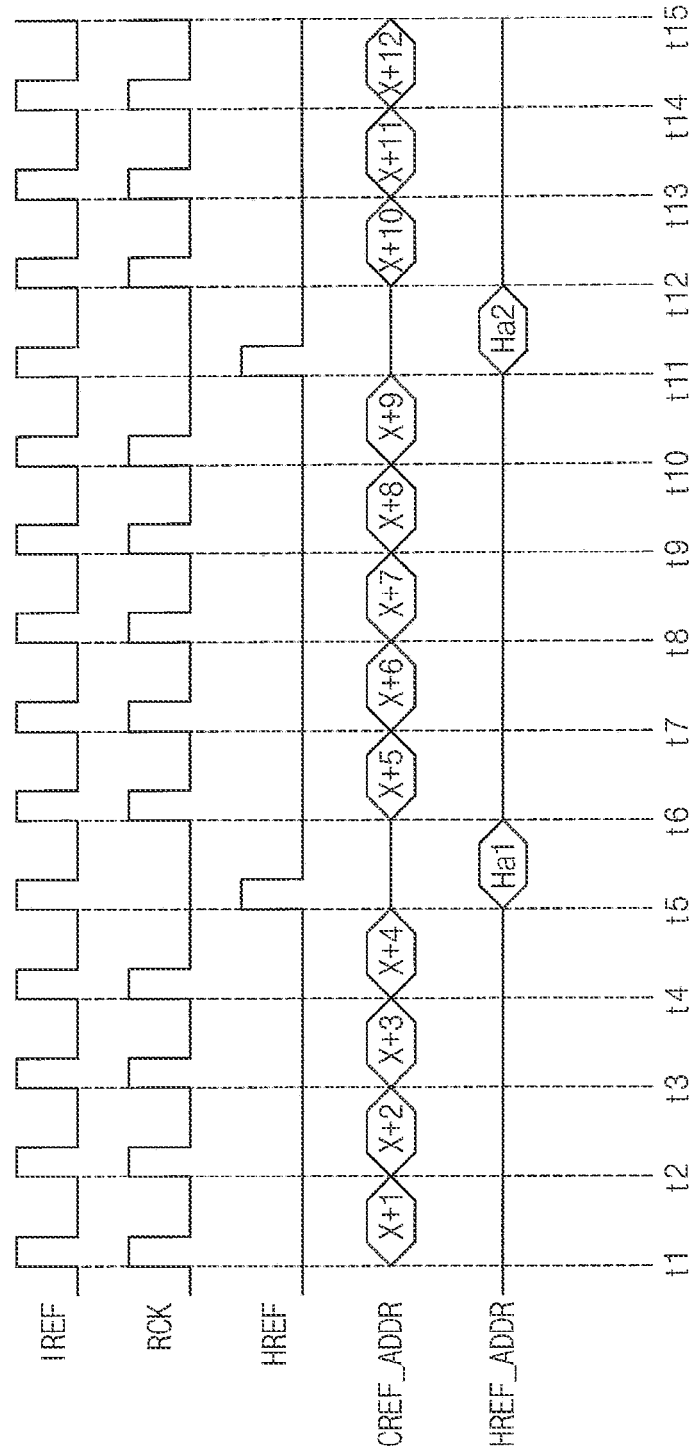 IREF
RCK
HREF
CREF_ADDR
X+1 X+2 X+3 X+4 X+5 X+6 X+7 X+8 X+9 X+10 X+11 X+12
HREF_ADDR
Ha1 Ha2
t1 t2 t3 t4 t5 t6 t7 t8 t9 t10 t11 t12 t13 t14 t15